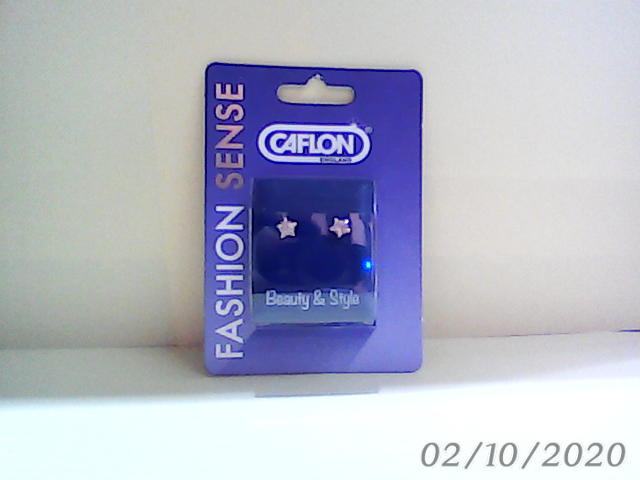 FASHION SENSE
CAFLON®
ENGLAND
Beauty & Style
02/10/2020